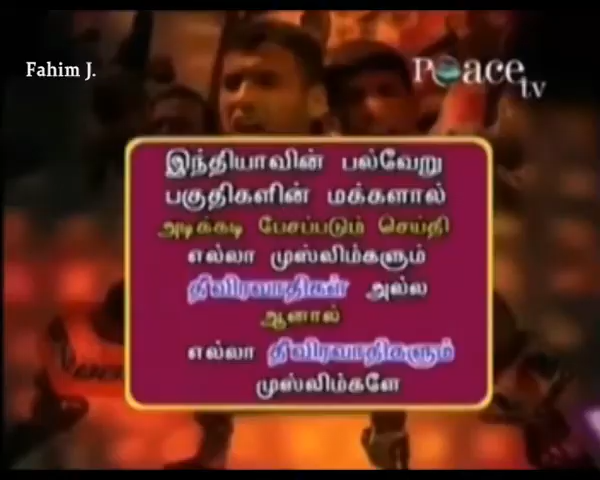 Fahim J.
Peace tv
இந்தியாவின் பல்வேறு
பகுதிகளின் மக்களால்
அடிக்கடி பேசப்படும் செய்தி
எல்லா முஸ்லிம்களும்
தீவிரவாதிகள் அல்ல
ஆனால்
எல்லா தீவிரவாதிகளும்
முஸ்லிம்களே